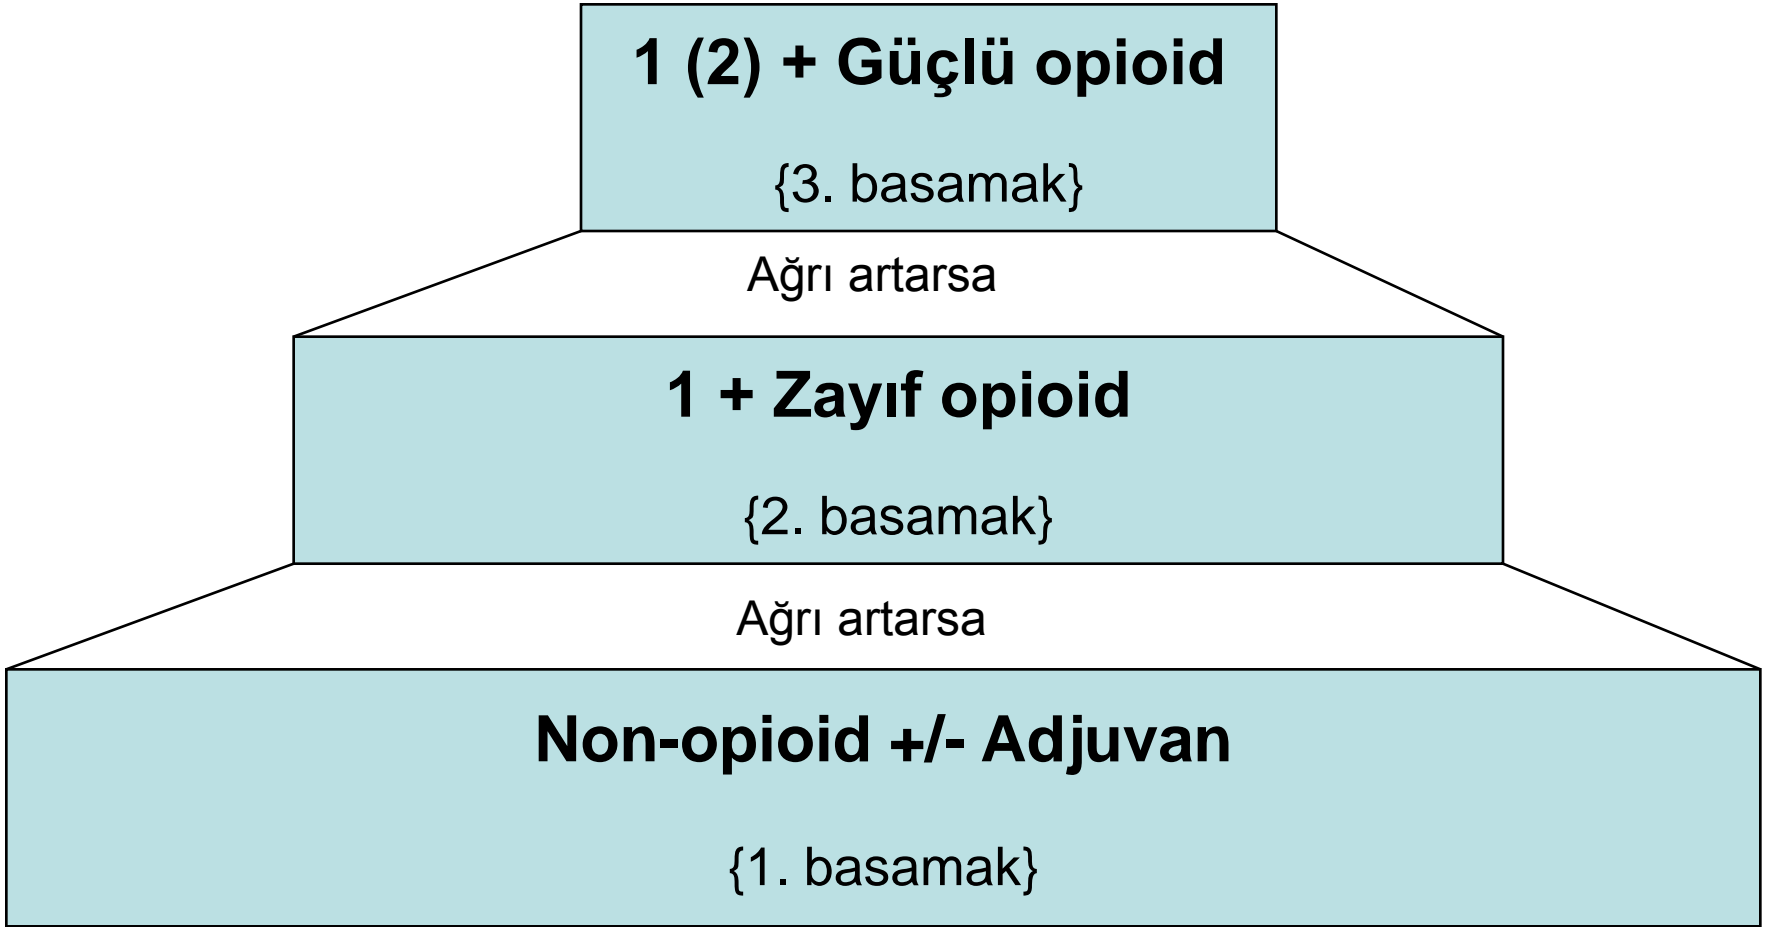 1 (2) + Güçlü opioid
{3. basamak}
Ağrı artarsa
1 + Zayıf opioid
{2. basamak}
Ağrı artarsa
Non-opioid +/- Adjuvan
{1. basamak}